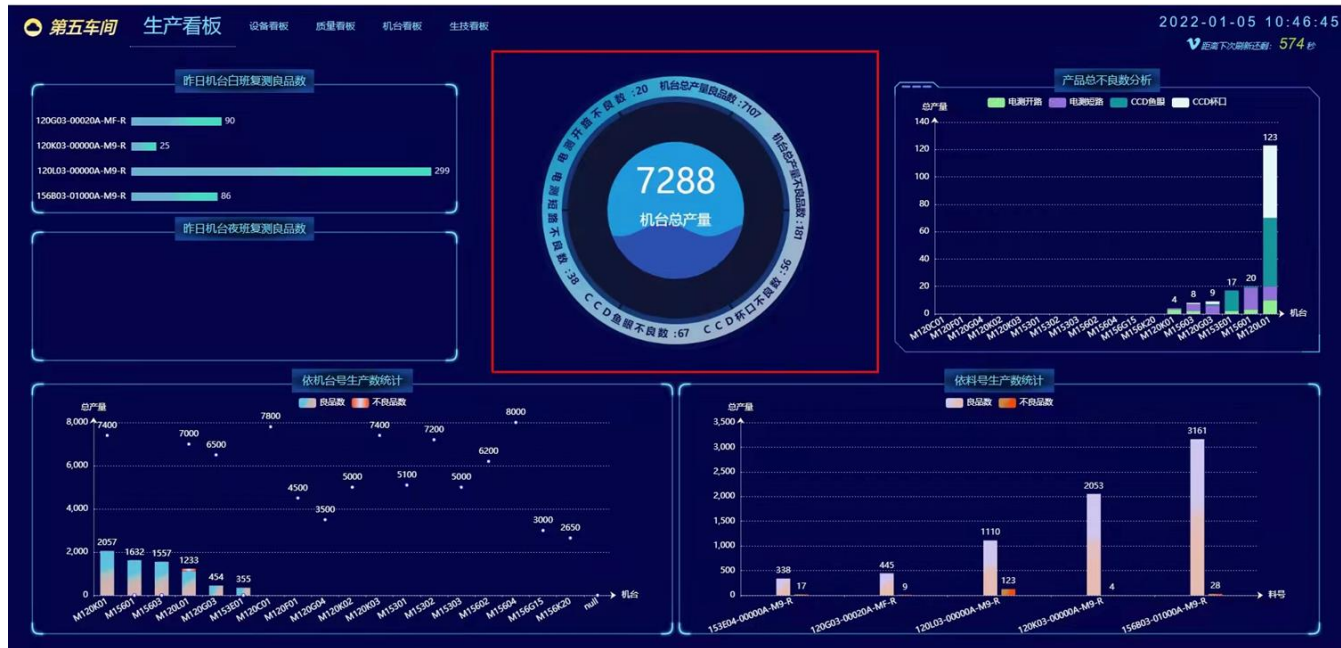 第五车间 生产看板 设备看板 质量看板 机台看板 生技看板
2022-01-05 10:46:45
距离下次刷新还剩: 574 秒
昨日机台白班复测良品数
120G03-00020A-MF-R 90
120K03-00000A-M9-R 25
120L03-00000A-M9-R 299
156B03-01000A-M9-R 86
昨日机台夜班复测良品数
机台总产量良品数 :7107
机台总产量不良品数 :181
CCD杯口不良数 :56
CCD鱼眼不良数 :67
电测短路不良数 :38
电测开路不良数 :20
7288
机台总产量
产品总不良数分析
电测开路 电测短路 CCD鱼眼 CCD杯口
总产量
140
120
100
80
60
40
20
0
4 8 9 17 20 123
M120C01 M120F01 M120G04 M120K02 M120K03 M15301 M15302 M15303 M15602 M15604 M156G15 M156K20 M120K01 M15603 M120G03 M153E01 M15601 M120L01
机台
依机台号生产数统计
良品数 不良品数
总产量
8,000
6,000
4,000
2,000
0
7400 7000 6500 7800 4500 3500 5000 7400 5100 7200 5000 6200 8000 3000 2650
2057 1632 1557 1233 454 355
M120K01 M15601 M15603 M120L01 M120G03 M153E01 M120C01 M120F01 M120G04 M120K02 M120K03 M15301 M15302 M15303 M15602 M15604 M156G15 M156K20 null
机台
依料号生产数统计
良品数 不良品数
总产量
3,500
3,000
2,500
2,000
1,500
1,000
500
0
338 17 445 9 1110 123 2053 4 3161 28
153E04-00000A-M9-R 120G03-00020A-MF-R 120L03-00000A-M9-R 120K03-00000A-M9-R 156B03-01000A-M9-R
料号